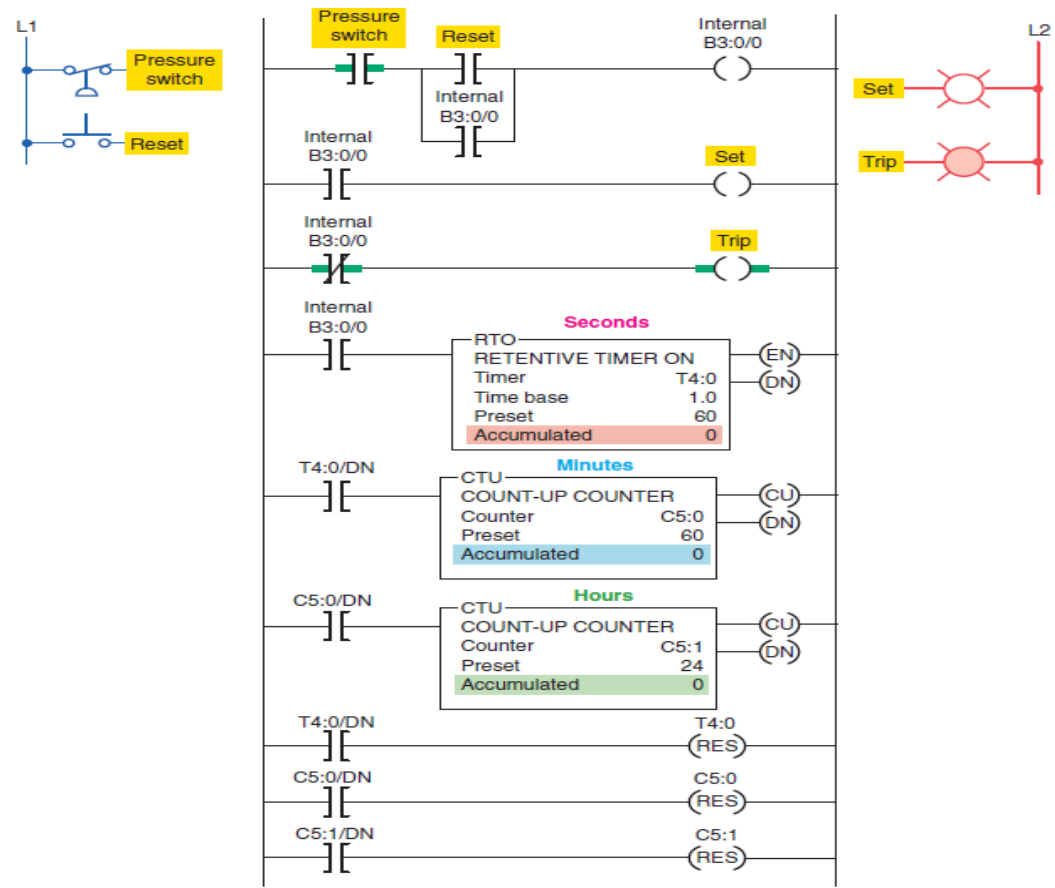 L1
Pressure
switch
Reset
Pressure
switch
Reset
Internal
B3:0/0
Internal
B3:0/0
L2
Set
Trip
Internal
B3:0/0
Set
Internal
B3:0/0
Trip
Internal
B3:0/0
Seconds
RTO
RETENTIVE TIMER ON
Timer T4:0
Time base 1.0
Preset 60
Accumulated 0
EN
DN
T4:0/DN
Minutes
CTU
COUNT-UP COUNTER
Counter C5:0
Preset 60
Accumulated 0
CU
DN
C5:0/DN
Hours
CTU
COUNT-UP COUNTER
Counter C5:1
Preset 24
Accumulated 0
CU
DN
T4:0/DN
T4:0
RES
C5:0/DN
C5:0
RES
C5:1/DN
C5:1
RES